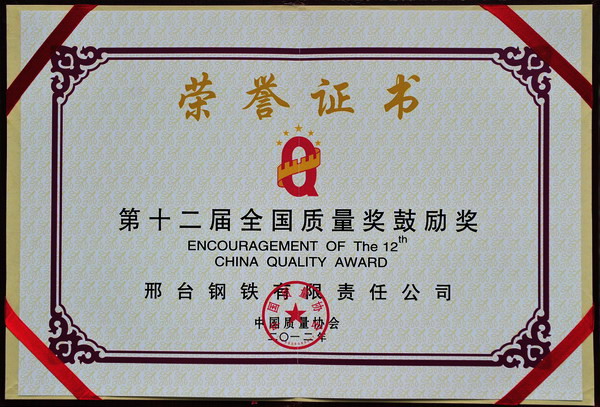 荣誉证书
Q
第十二届全国质量奖鼓励奖
ENCOURAGEMENT OF The 12th
CHINA QUALITY AWARD
邢台钢铁有限责任公司
中国质量协会
二〇一二年